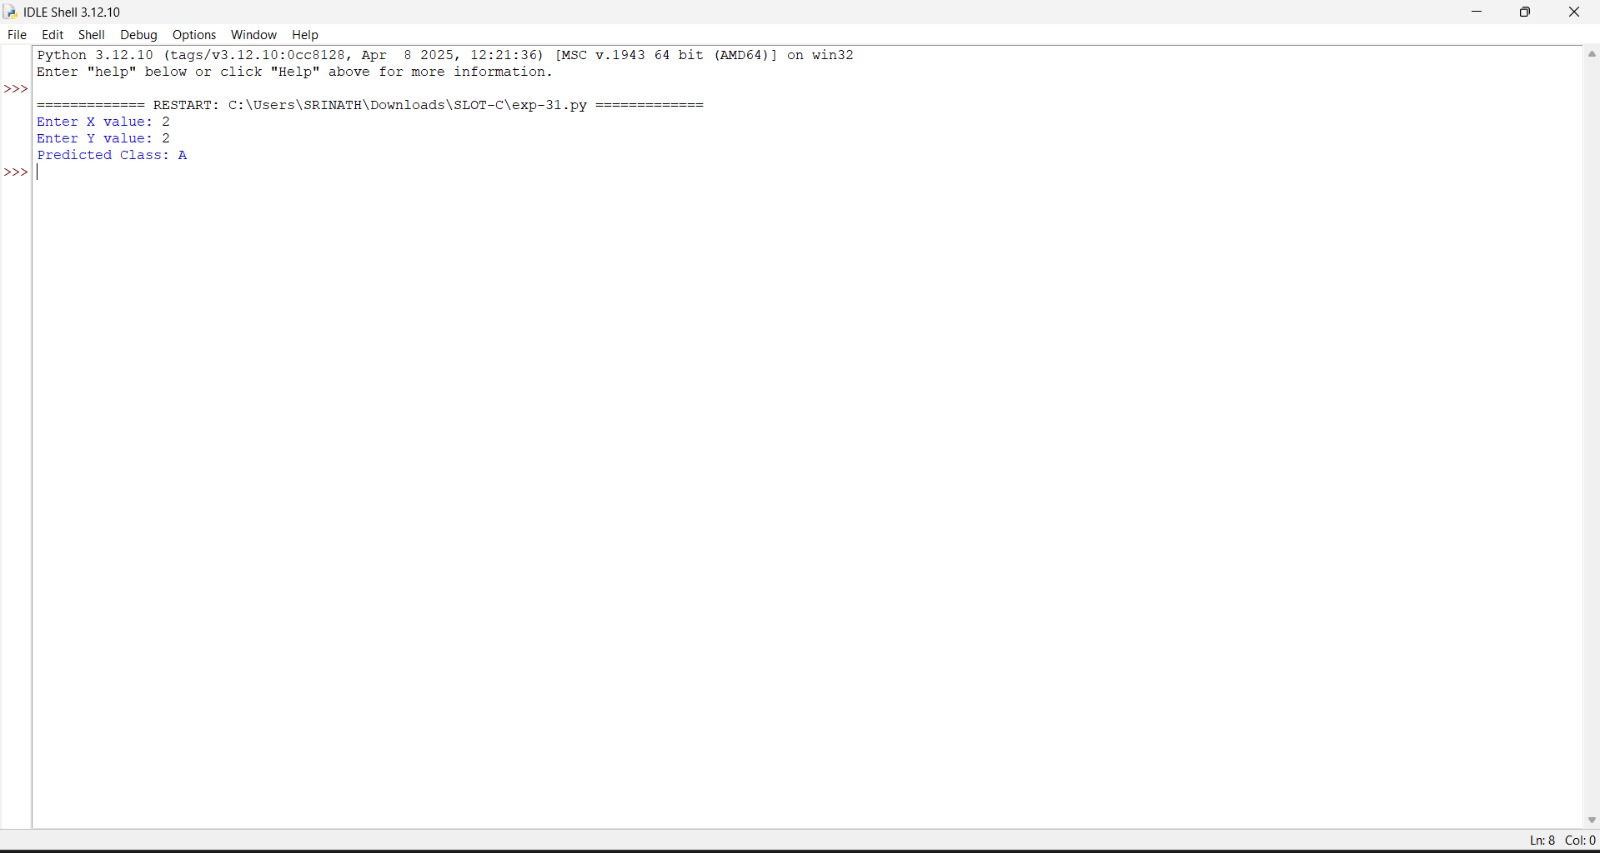 IDLE Shell 3.12.10
File Edit Shell Debug Options Window Help
Python 3.12.10 (tags/v3.12.10:0cc8128, Apr  8 2025, 12:21:36) [MSC v.1943 64 bit (AMD64)] on win32
Enter "help" below or click "Help" above for more information.
>>>
============= RESTART: C:\Users\SRINATH\Downloads\SLOT-C\exp-31.py =============
Enter X value: 2
Enter Y value: 2
Predicted Class: A
>>>
Ln: 8 Col: 0